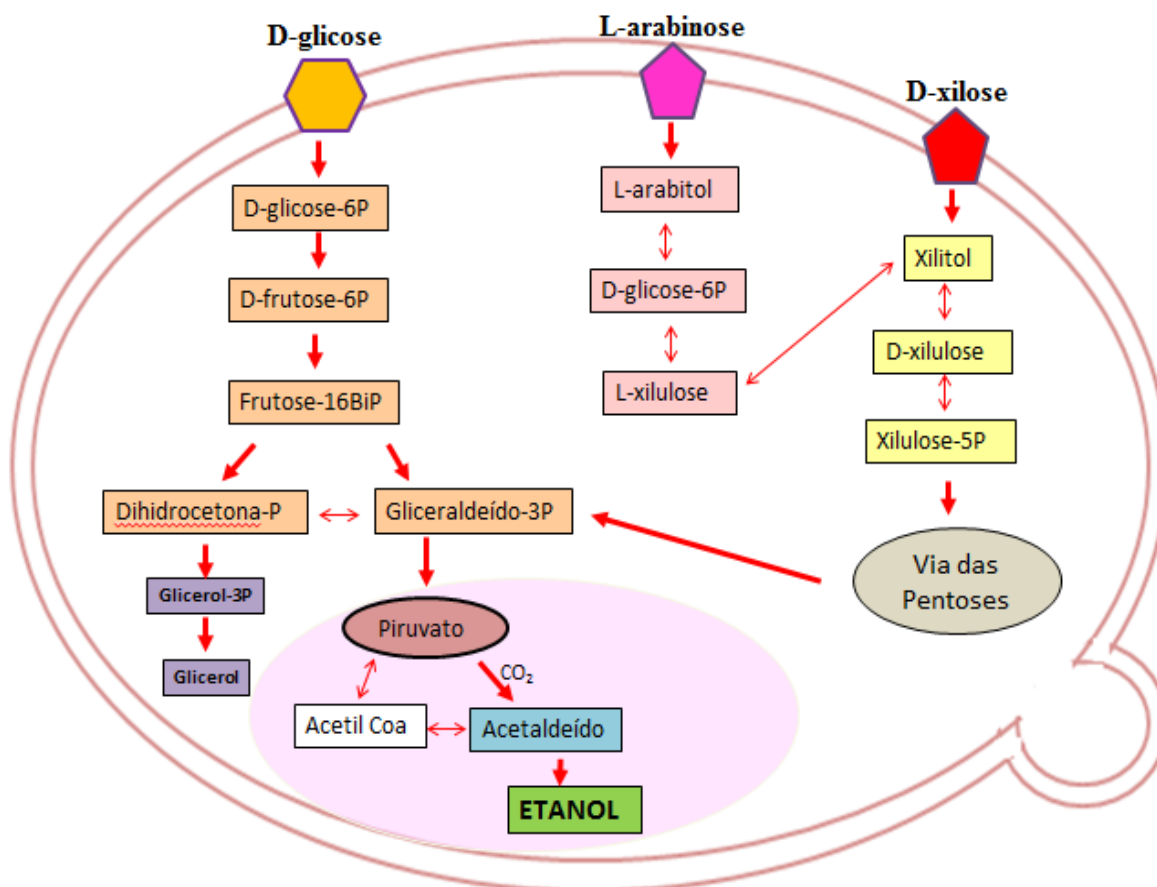 D-glicose
L-arabinose
D-xilose
D-glicose-6P
D-frutose-6P
Frutose-16BiP
Dihidrocetona-P
Gliceraldeído-3P
Glicerol-3P
Glicerol
L-arabitol
D-glicose-6P
L-xilulose
Xilitol
D-xilulose
Xilulose-5P
Via das
Pentoses
Piruvato
CO₂
Acetil Coa
Acetaldeído
ETANOL